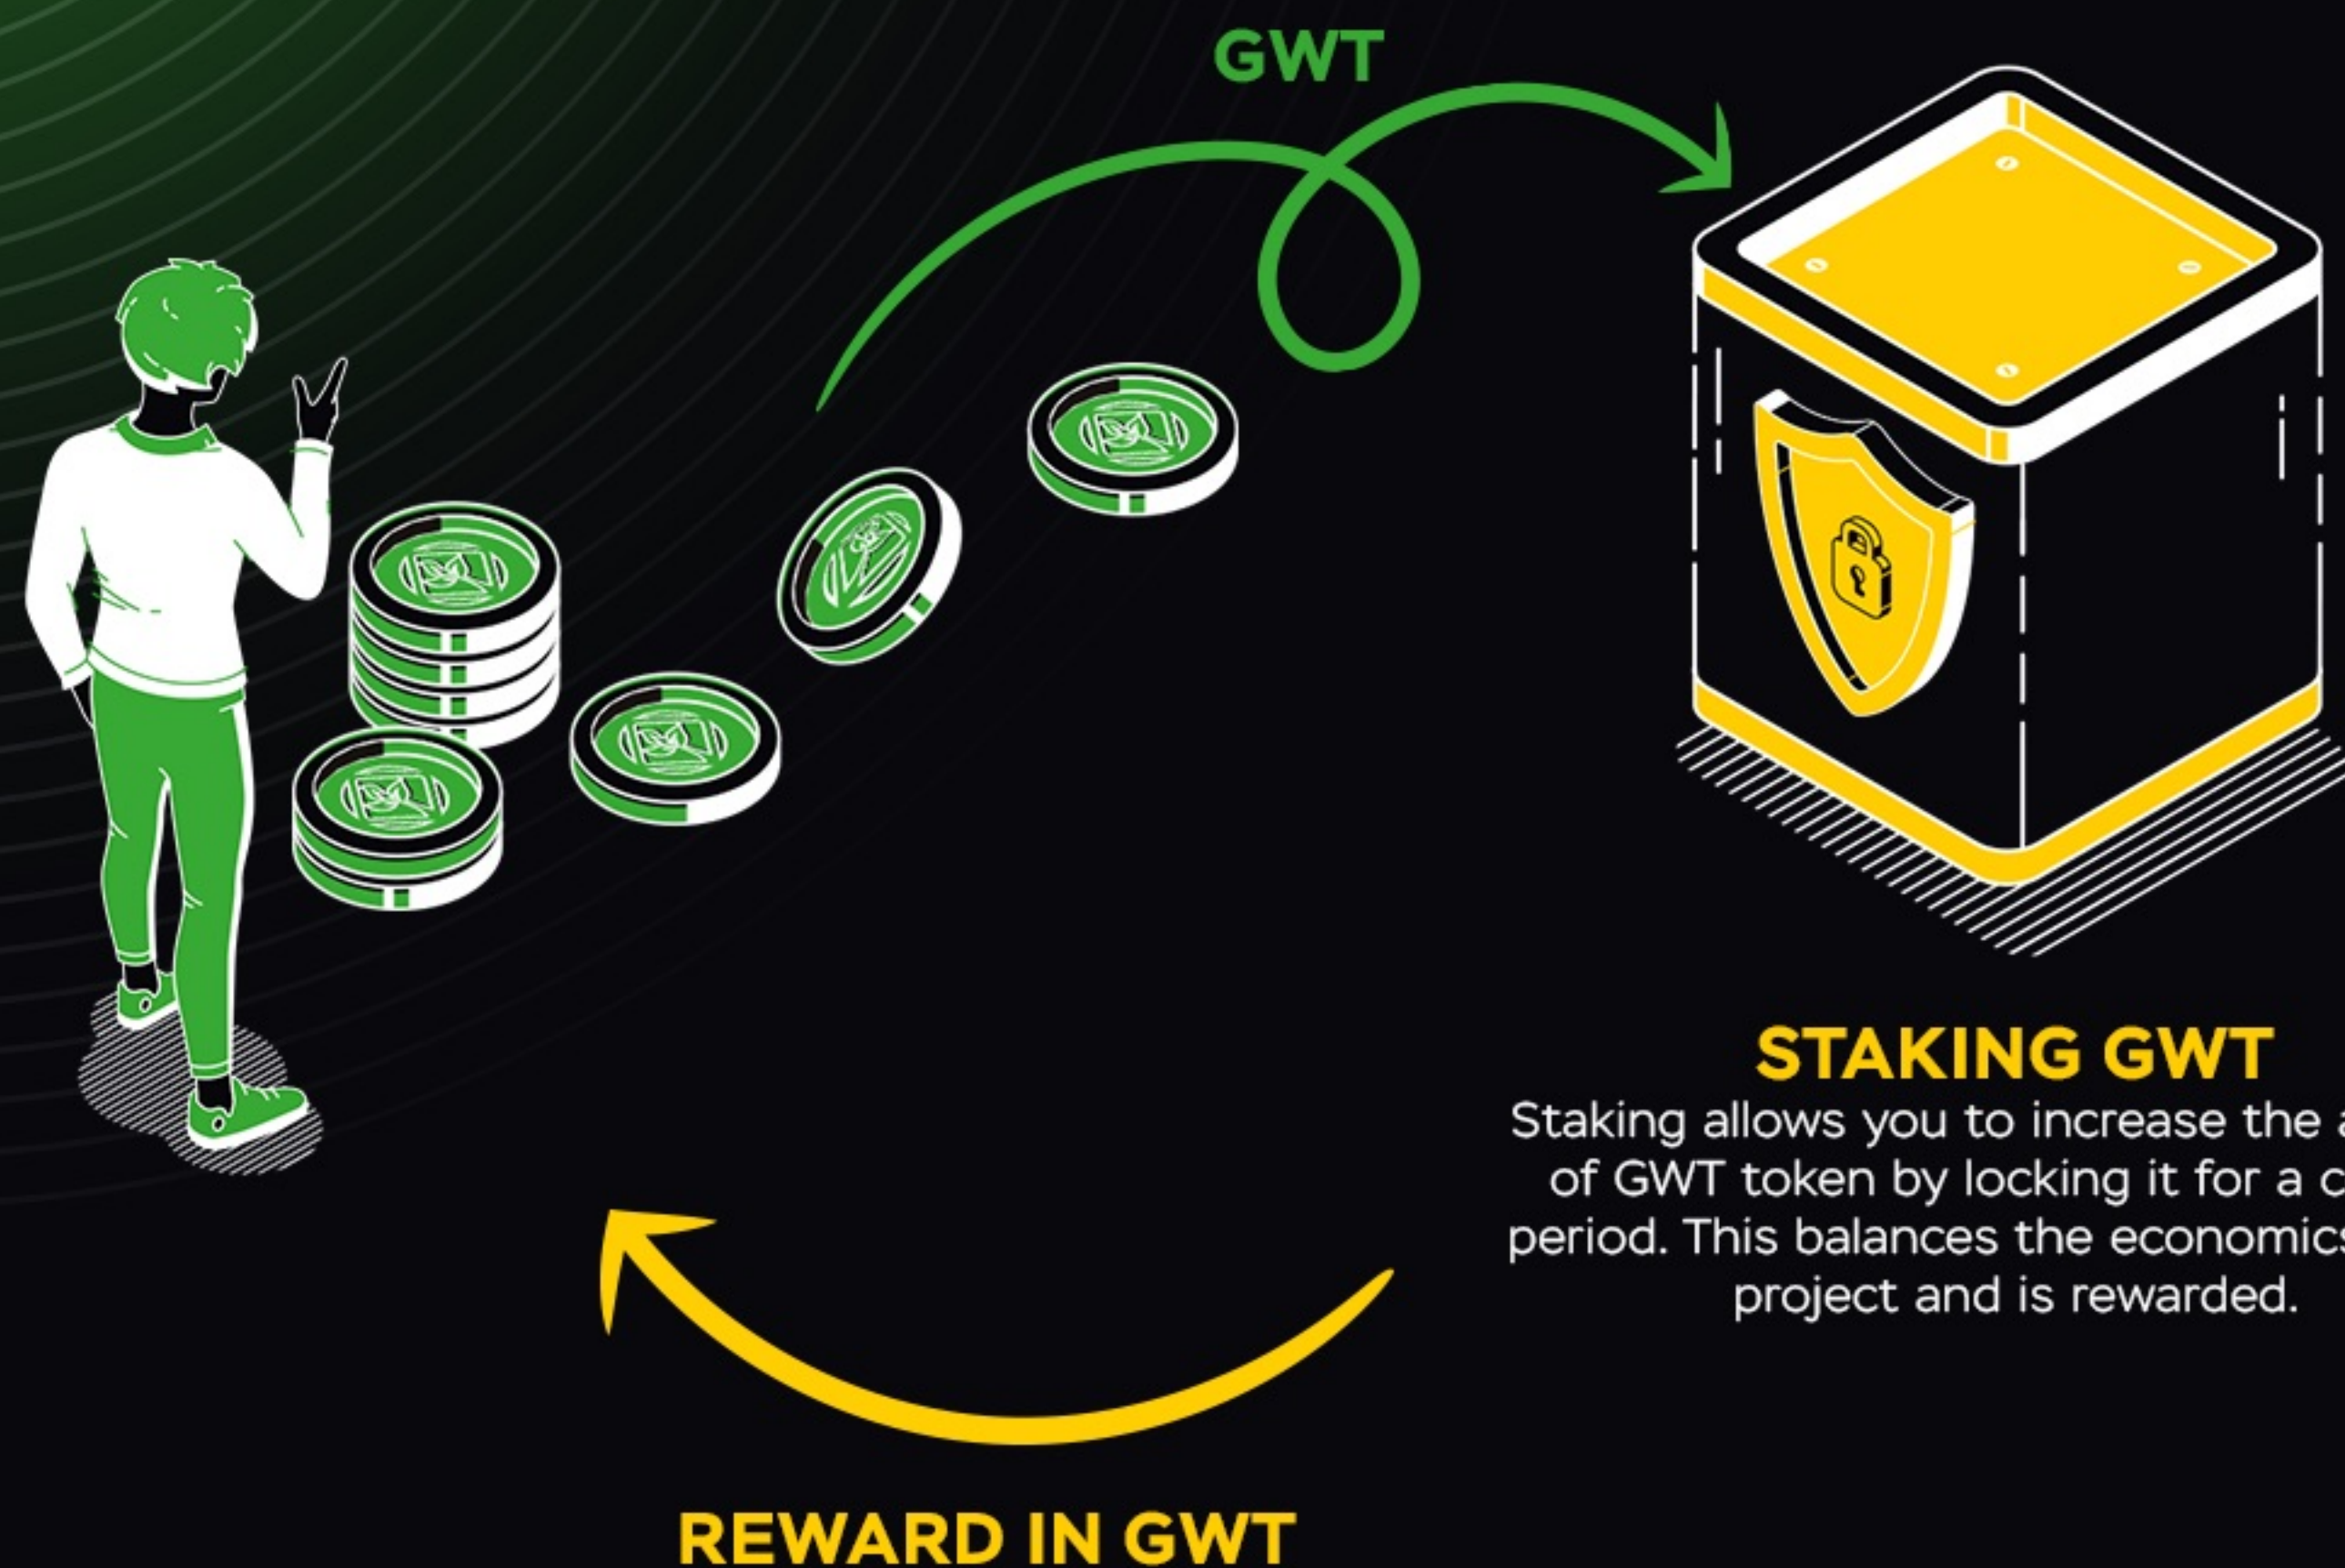 GWT
STAKING GWT
Staking allows you to increase the
of GWT token by locking it for a
period. This balances the economics
project and is rewarded.
REWARD IN GWT